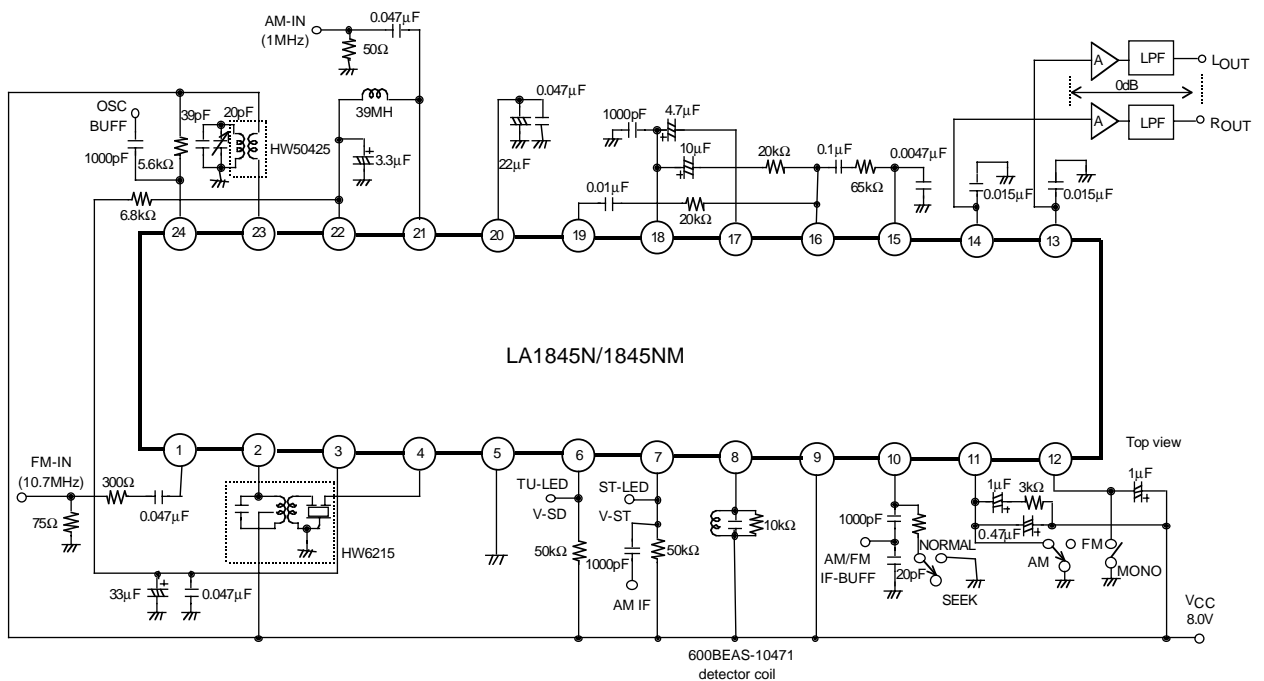 AM-IN
(1MHz)
0.047μF
50Ω
39MH
3.3μF
OSC
BUFF
1000pF
5.6kΩ
39pF
20pF
HW50425
6.8kΩ
0.047μF
22μF
1000pF
4.7μF
+
10μF
+
20kΩ
0.1μF
65kΩ
0.0047μF
0.01μF
20kΩ
A
LPF
LOUT
0dB
A
LPF
ROUT
0.015μF
0.015μF
24
23
22
21
20
19
18
17
16
15
14
13
LA1845N/1845NM
1
2
3
4
5
6
7
8
9
10
11
12
Top view
FM-IN
(10.7MHz)
300Ω
0.047μF
75Ω
HW6215
33μF
+
0.047μF
TU-LED
V-SD
50kΩ
ST-LED
V-ST
1000pF
50kΩ
AM IF
10kΩ
1000pF
AM/FM
IF-BUFF
20pF
NORMAL
SEEK
1μF
+
3kΩ
0.47μF
+
AM
FM
MONO
1μF
+
VCC
8.0V
600BEAS-10471
detector coil